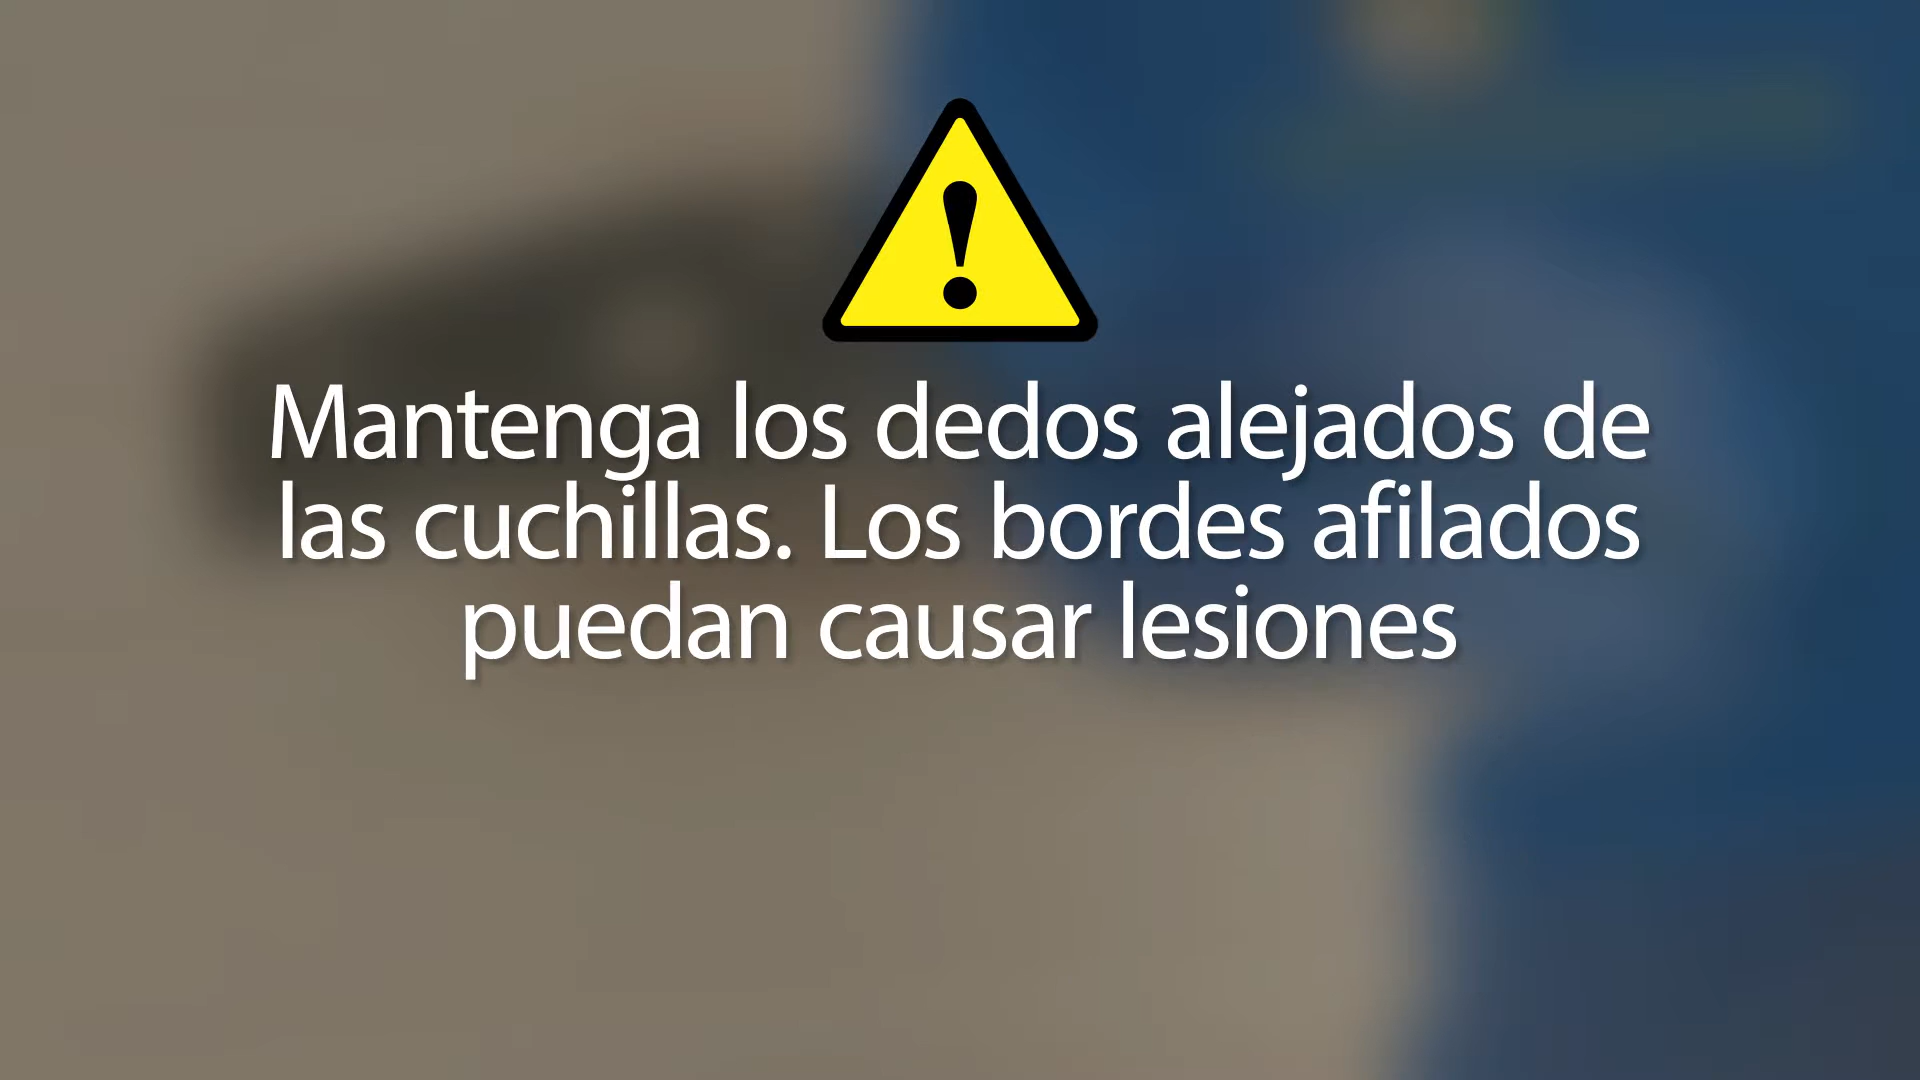 Mantenga los dedos alejados de
las cuchillas. Los bordes afilados
puedan causar lesiones